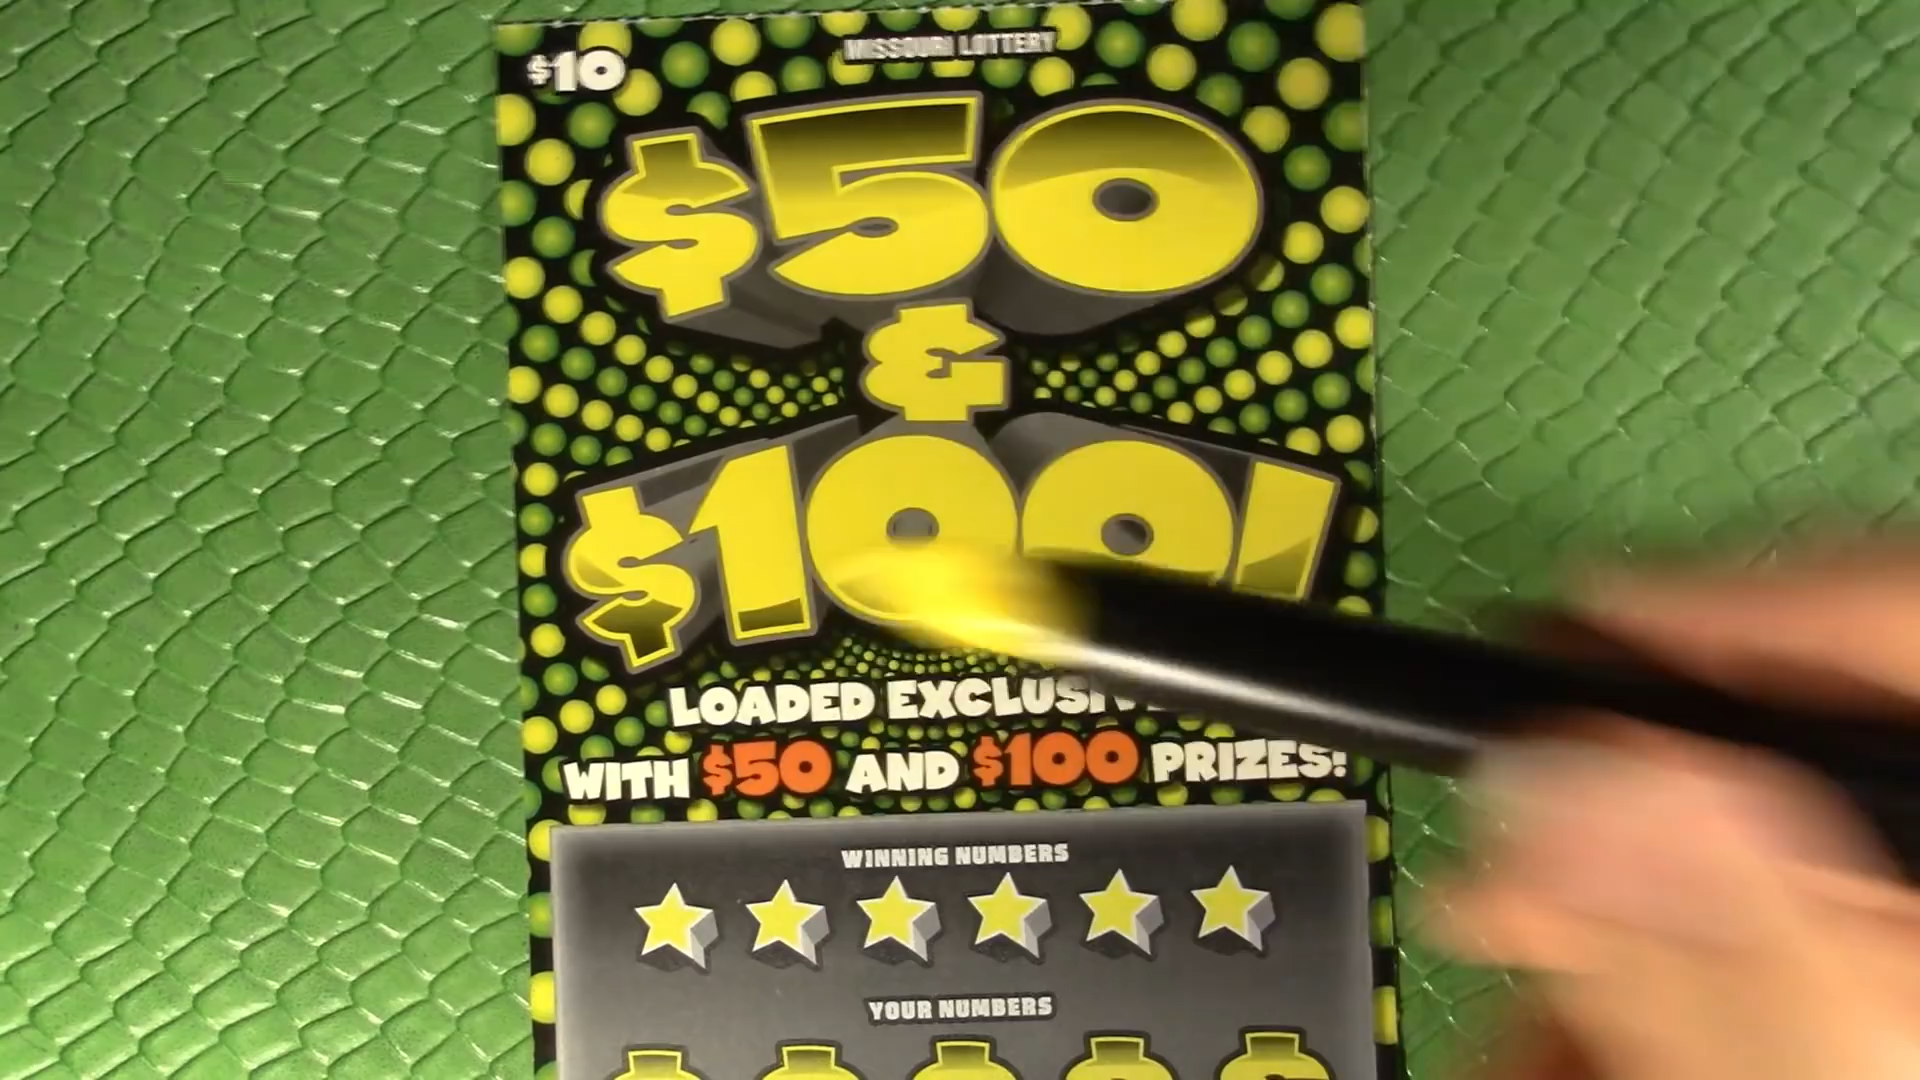 MISSOURI LOTTERY
$10
$50
&
$100!
LOADED EXCLUSIV
WITH $50 AND $100 PRIZES!
WINNING NUMBERS
YOUR NUMBERS